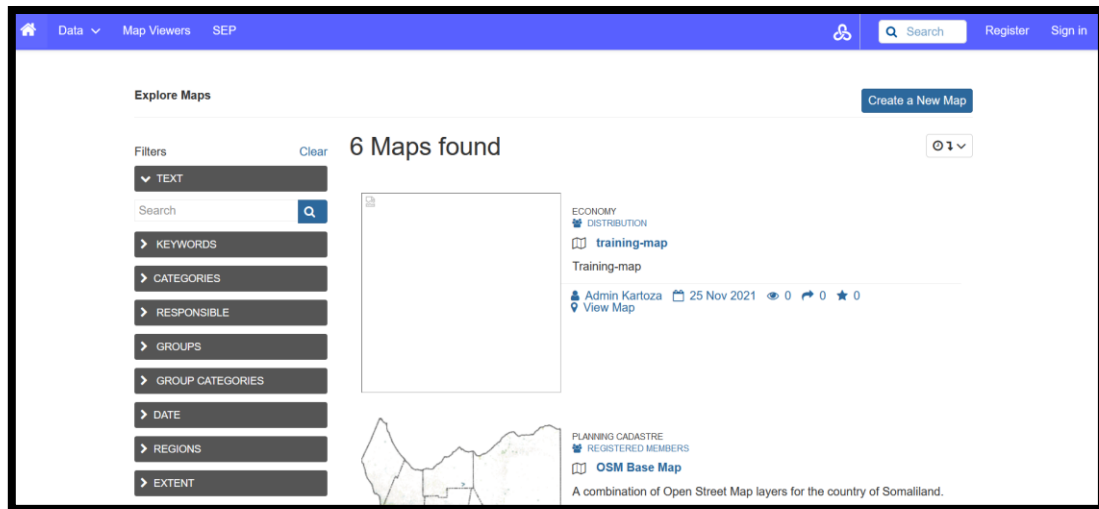 Data Map Viewers SEP Search Register Sign in
Explore Maps
Create a New Map
Filters Clear
6 Maps found
TEXT
Search
KEYWORDS
CATEGORIES
RESPONSIBLE
GROUPS
GROUP CATEGORIES
DATE
REGIONS
EXTENT
ECONOMY
DISTRIBUTION
training-map
Training-map
Admin Kartoza 25 Nov 2021 0 0 0
View Map
PLANNING CADASTRE
REGISTERED MEMBERS
OSM Base Map
A combination of Open Street Map layers for the country of Somaliland.